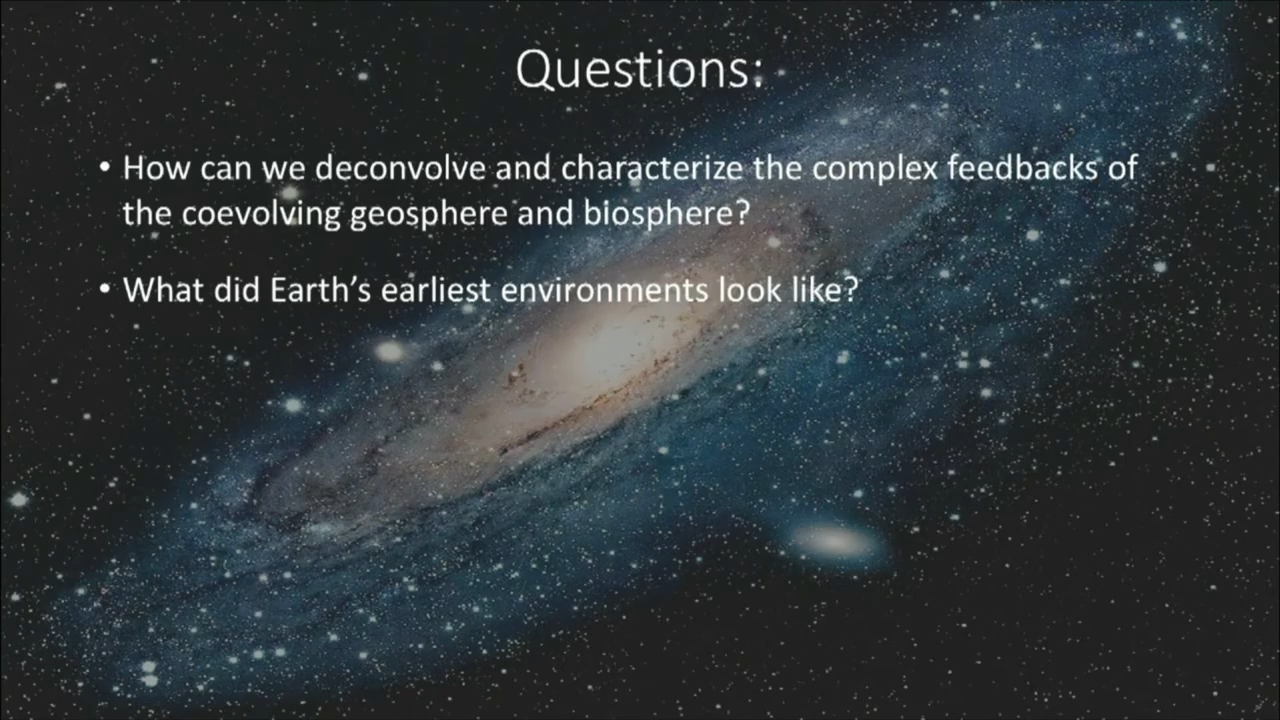 Questions:
• How can we deconvolve and characterize the complex feedbacks of
the coevolving geosphere and biosphere?
• What did Earth’s earliest environments look like?